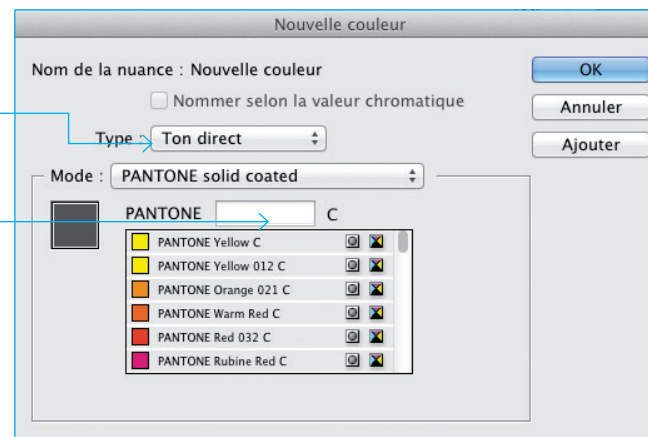 Nouvelle couleur
Nom de la nuance : Nouvelle couleur
Nommer selon la valeur chromatique
Type : Ton direct
Mode : PANTONE solid coated
PANTONE C
PANTONE Yellow C
PANTONE Yellow 012 C
PANTONE Orange 021 C
PANTONE Warm Red C
PANTONE Red 032 C
PANTONE Rubine Red C
OK
Annuler
Ajouter